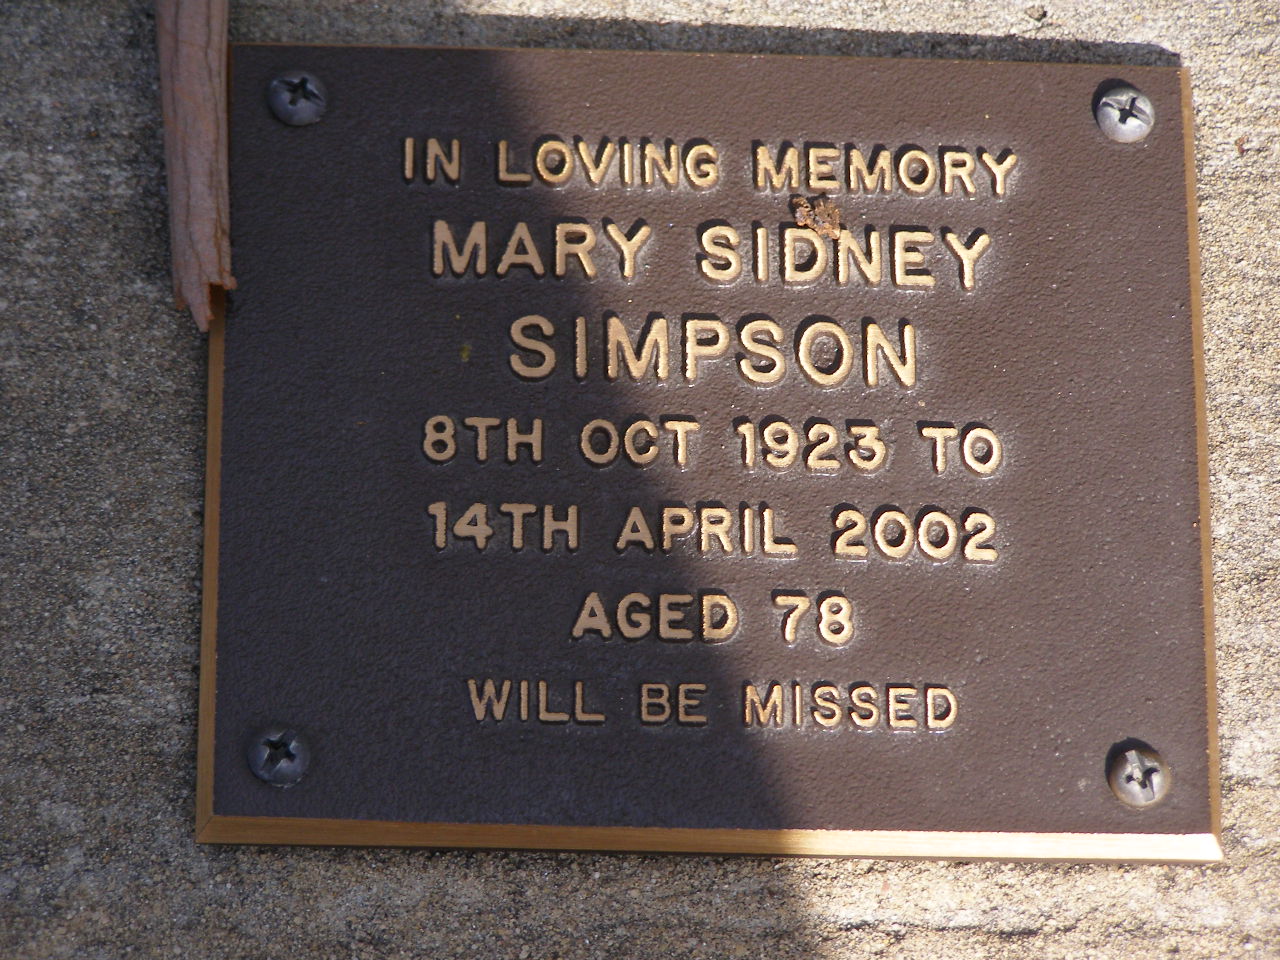 IN LOVING MEMORY
MARY SIDNEY
SIMPSON
8TH OCT 1923 TO
14TH APRIL 2002
AGED 78
WILL BE MISSED